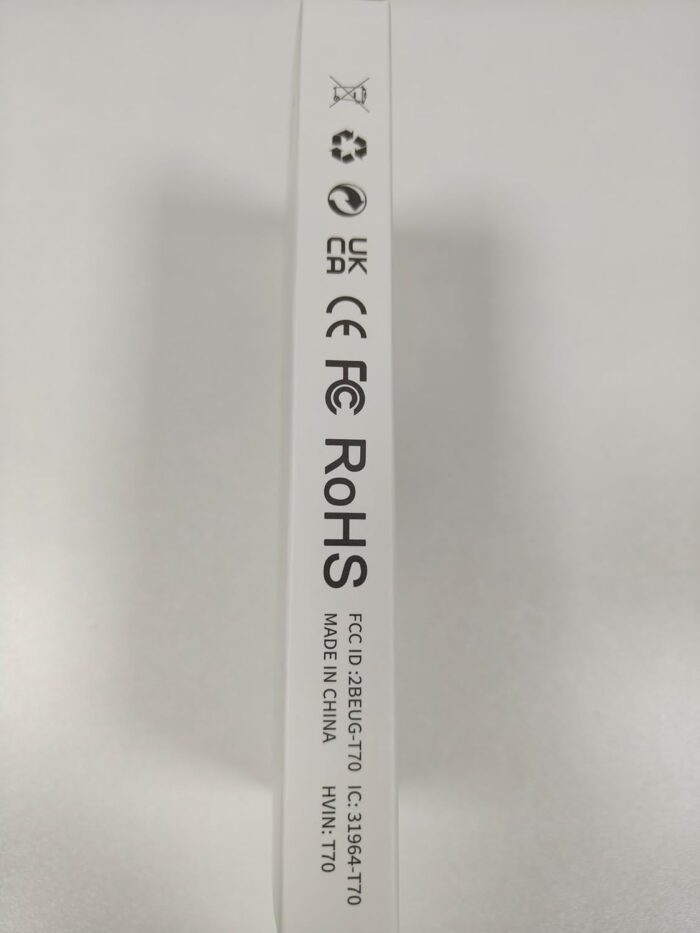 UK
CA
CE
FC
RoHS
FCC ID :2BEUG-T70 IC: 31964-T70
MADE IN CHINA HVIN: T70